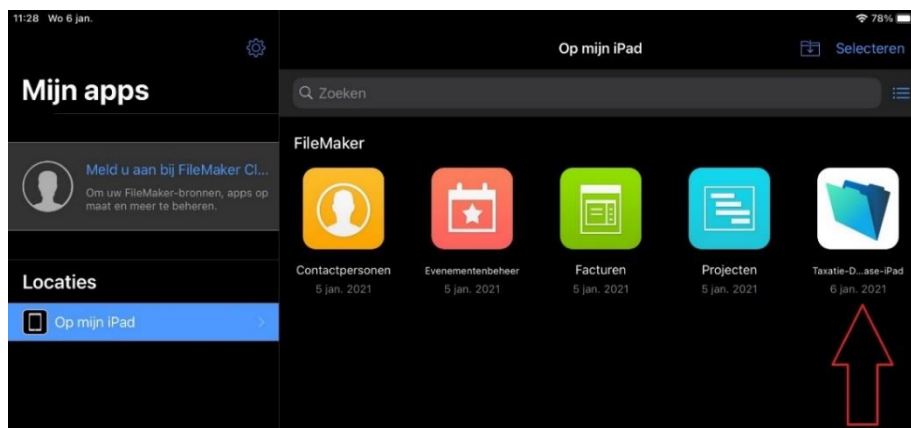 11:28 Wo 6 jan.
78%
Op mijn iPad
Selecteren
Mijn apps
Zoeken
FileMaker
Meld u aan bij FileMaker Cl...
Om uw FileMaker-bronnen, apps op
maat en meer te beheren.
Locaties
Op mijn iPad
Contactpersonen
5 jan. 2021
Evenementenbeheer
5 jan. 2021
Facturen
5 jan. 2021
Projecten
5 jan. 2021
Taxatie-D...ase-iPad
6 jan. 2021